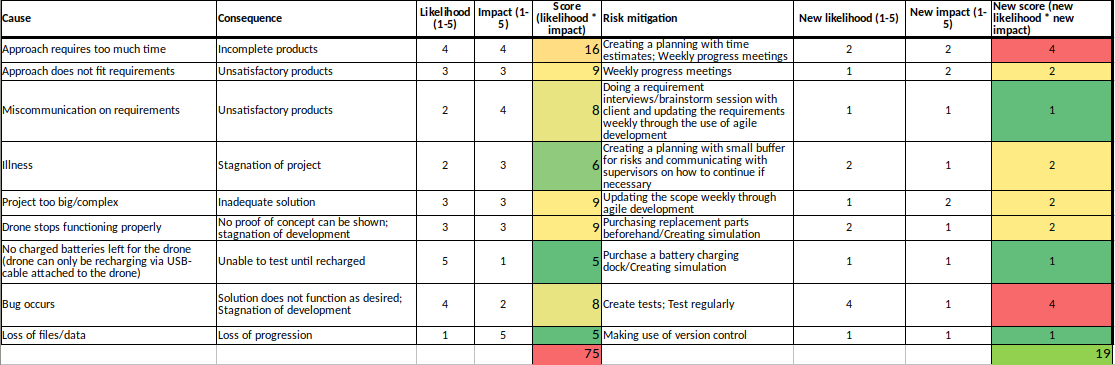 Cause Consequence Likelihood (1-5) Impact (1-5) Score (likelihood * impact) Risk mitigation New likelihood (1-5) New impact (1-5) New score (new likelihood * new impact)
Approach requires too much time Incomplete products 4 4 16 Creating a planning with time estimates; Weekly progress meetings 2 2 4
Approach does not fit requirements Unsatisfactory products 3 3 9 Weekly progress meetings 1 2 2
Miscommunication on requirements Unsatisfactory products 2 4 8 Doing a requirement interviews/brainstorm session with client and updating the requirements weekly through the use of agile development 1 1 1
Illness Stagnation of project 2 3 6 Creating a planning with small buffer for risks and communicating with supervisors on how to continue if necessary 2 1 2
Project too big/complex Inadequate solution 3 3 9 Updating the scope weekly through agile development 1 2 2
Drone stops functioning properly No proof of concept can be shown; stagnation of development 3 3 9 Purchasing replacement parts beforehand/Creating simulation 2 1 2
No charged batteries left for the drone (drone can only be recharging via USB-cable attached to the drone) Unable to test until recharged 5 1 5 Purchase a battery charging dock/Creating simulation 1 1 1
Bug occurs Solution does not function as desired; Stagnation of development 4 2 8 Create tests; Test regularly 4 1 4
Loss of files/data Loss of progression 1 5 5 Making use of version control 1 1 1
75 19